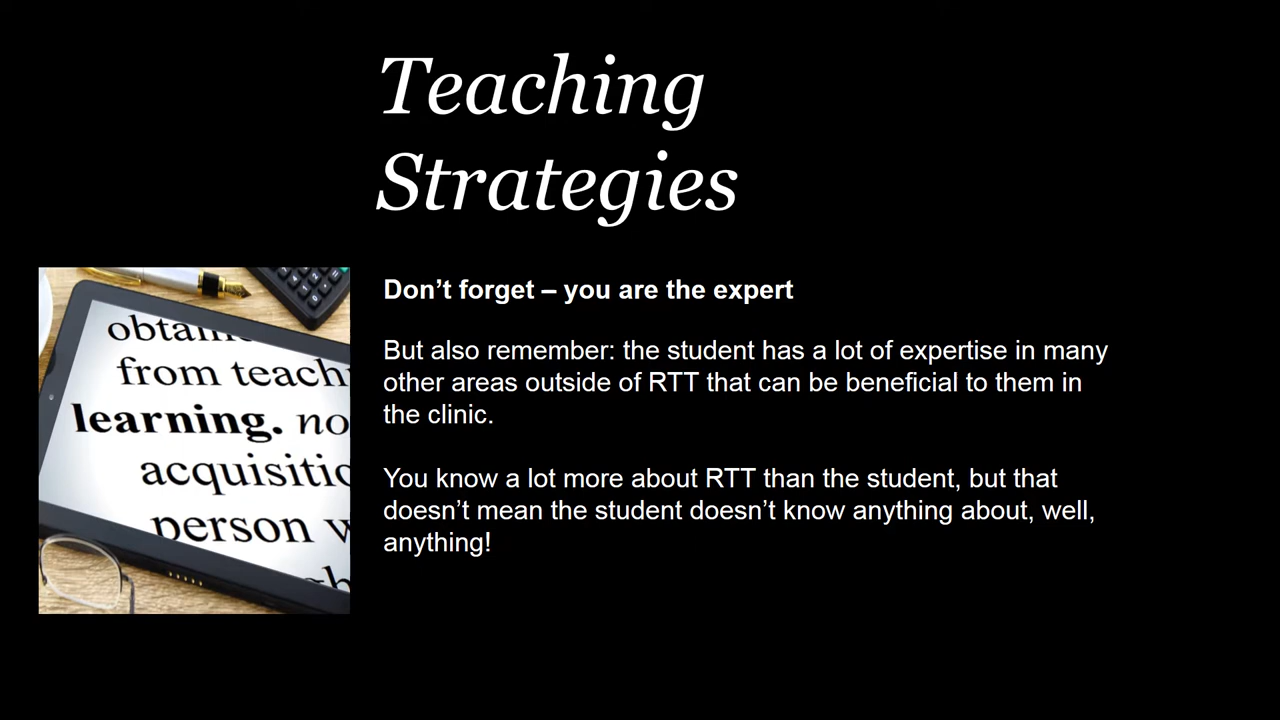 Teaching
Strategies
Don’t forget – you are the expert
But also remember: the student has a lot of expertise in many
other areas outside of RTT that can be beneficial to them in
the clinic.
You know a lot more about RTT than the student, but that
doesn’t mean the student doesn’t know anything about, well,
anything!
from
learning. no
person